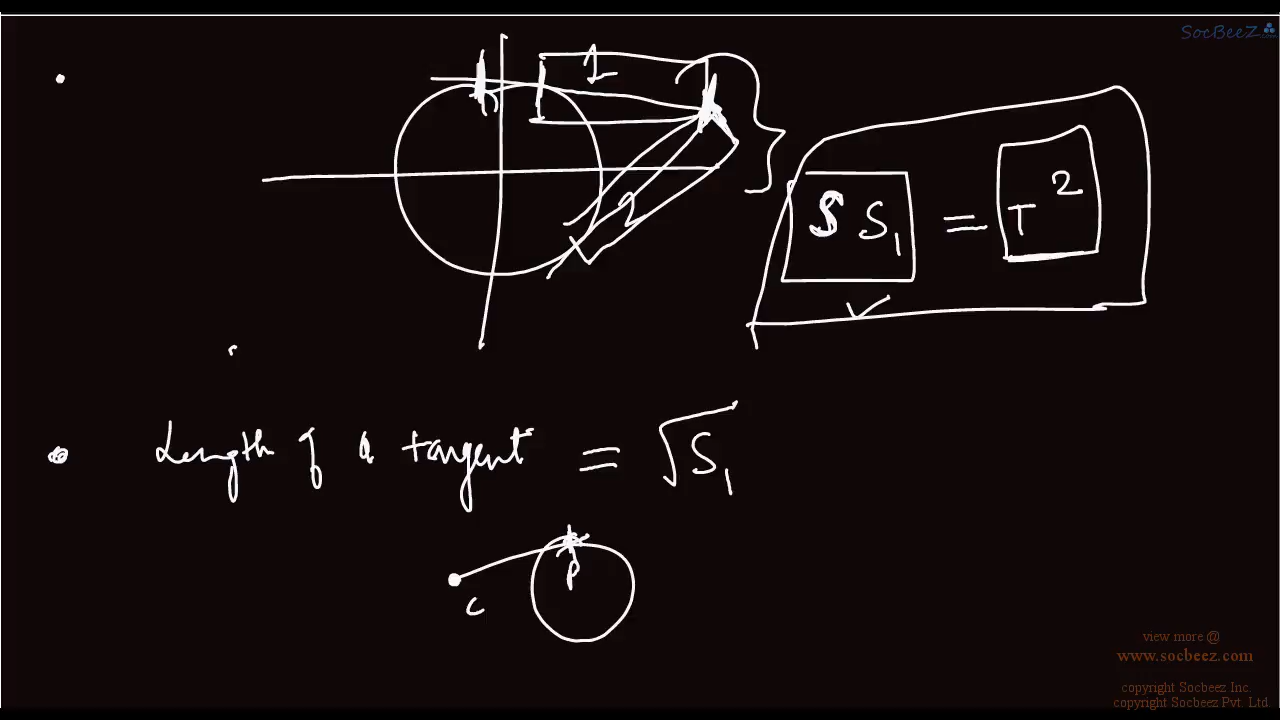 SocBeeZ
1
2
S S₁ = T²
Length of a tangent = √S₁
P
C
view more @
www.socbeez.com
copyright Socbeez Inc.
copyright Socbeez Pvt. Ltd